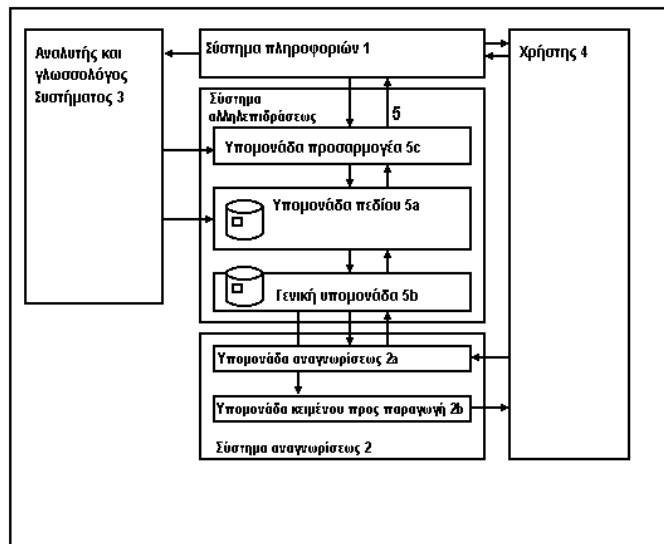 Αναλυτής και
γλωσσολόγος
Συστήματος 3
Σύστημα πληροφοριών 1
Χρήστης 4
Σύστημα
αλληλεπιδράσεως
5
Υπομονάδα προσαρμογέα 5c
Υπομονάδα πεδίου 5a
Γενική υπομονάδα 5b
Υπομονάδα αναγνωρίσεως 2a
Υπομονάδα κειμένου προς παραγωγή 2b
Σύστημα αναγνωρίσεως 2